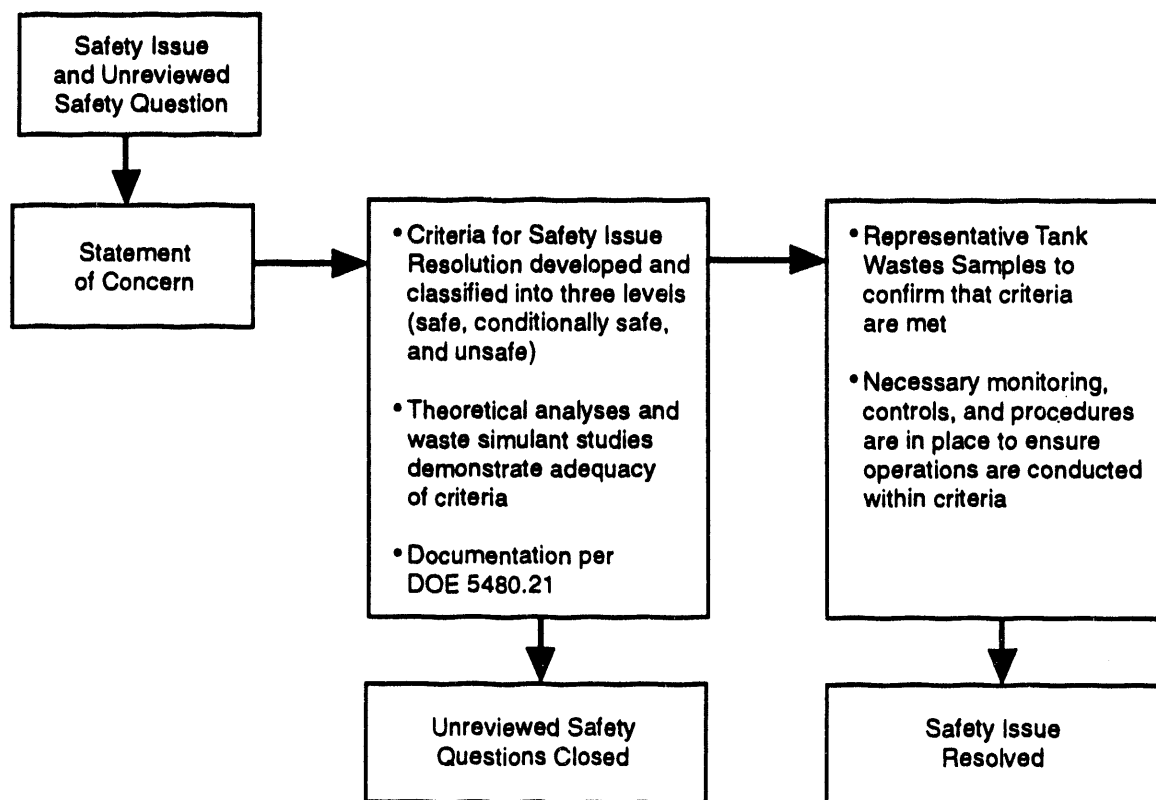 Safety Issue
and Unreviewed
Safety Question
Statement
of Concern
• Criteria for Safety Issue
Resolution developed and
classified into three levels
(safe, conditionally safe,
and unsafe)
• Theoretical analyses and
waste simulant studies
demonstrate adequacy
of criteria
• Documentation per
DOE 5480.21
• Representative Tank
Wastes Samples to
confirm that criteria
are met
• Necessary monitoring,
controls, and procedures
are in place to ensure
operations are conducted
within criteria
Unreviewed Safety
Questions Closed
Safety Issue
Resolved